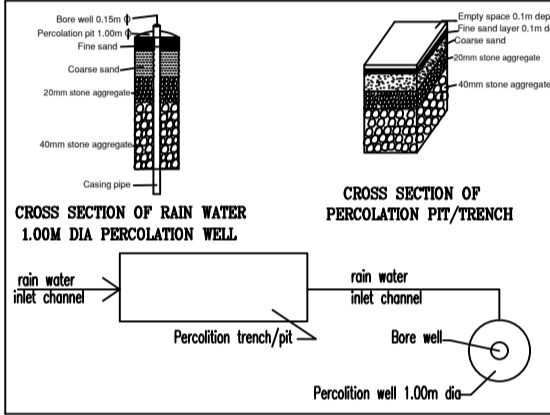 Bore well 0.15m ϕ
Percolation pit 1.00m ϕ
Fine sand
Coarse sand
20mm stone aggregate
40mm stone aggregate
Casing pipe
CROSS SECTION OF RAIN WATER
1.00M DIA PERCOLATION WELL
Empty space 0.1m dep
Fine sand layer 0.1m d
Coarse sand
20mm stone aggregate
40mm stone aggregate
CROSS SECTION OF
PERCOLATION PIT/TRENCH
rain water
inlet channel
Percolition trench/pit
rain water
inlet channel
Bore well
Percolition well 1.00m dia